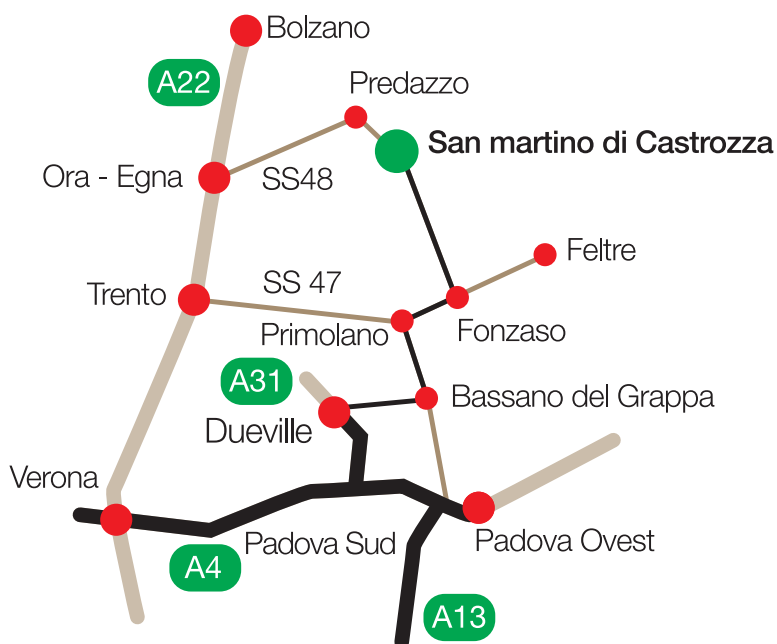 Bolzano
A22
Predazzo
San martino di Castrozza
Ora - Egna
SS48
Feltre
SS 47
Trento
Primolano
Fonzaso
A31
Bassano del Grappa
Dueville
Verona
Padova Sud
Padova Ovest
A4
A13